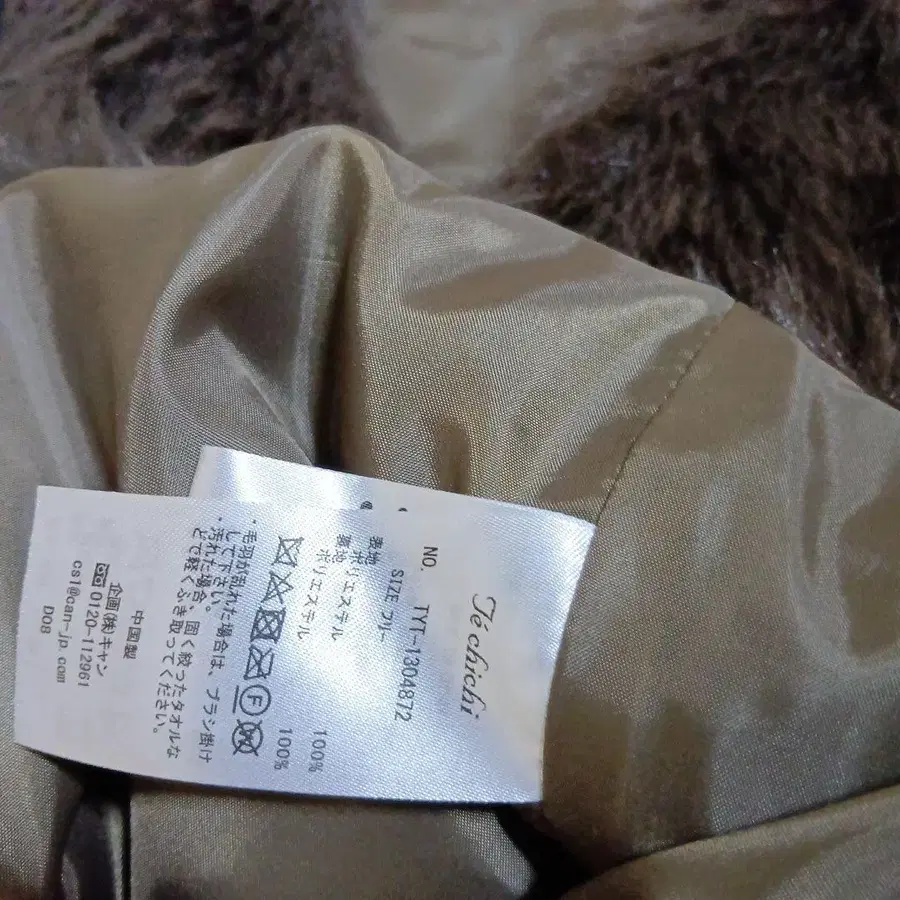 Té chichi
NO. TYT-1304872
SIZE フリー
表地 ポリエステル 100%
裏地 ポリエステル 100%
・毛羽が乱れた場合は、ブラシ掛け
して下さい。
・汚れた場合、固く絞ったタオルな
どで軽くふき取ってください。
中国製
企画(株)キャン
0120-112961
cs1@can-jp.com
D08